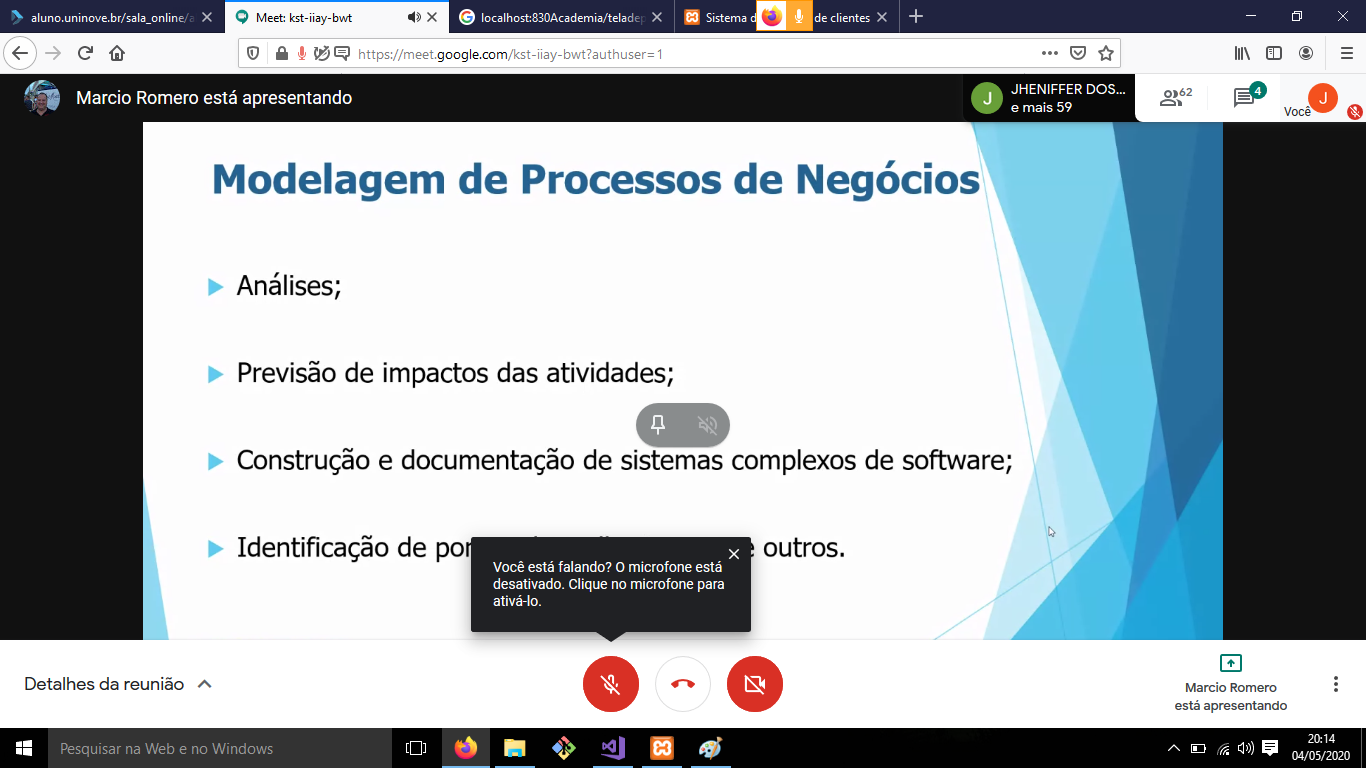 aluno.uninove.br/sala_online/a
Meet: kst-iiay-bwt
localhost:830Academia/teladep
Sistema d
de clientes
https://meet.google.com/kst-iiay-bwt?authuser=1
Marcio Romero está apresentando
J
JHENIFFER DOS...
e mais 59
62
4
Você
J
Modelagem de Processos de Negócios
Análises;
Previsão de impactos das atividades;
Construção e documentação de sistemas complexos de software;
Identificação de outros.
Você está falando? O microfone está
desativado. Clique no microfone para
ativá-lo.
Detalhes da reunião
Marcio Romero
está apresentando
Pesquisar na Web e no Windows
20:14
04/05/2020